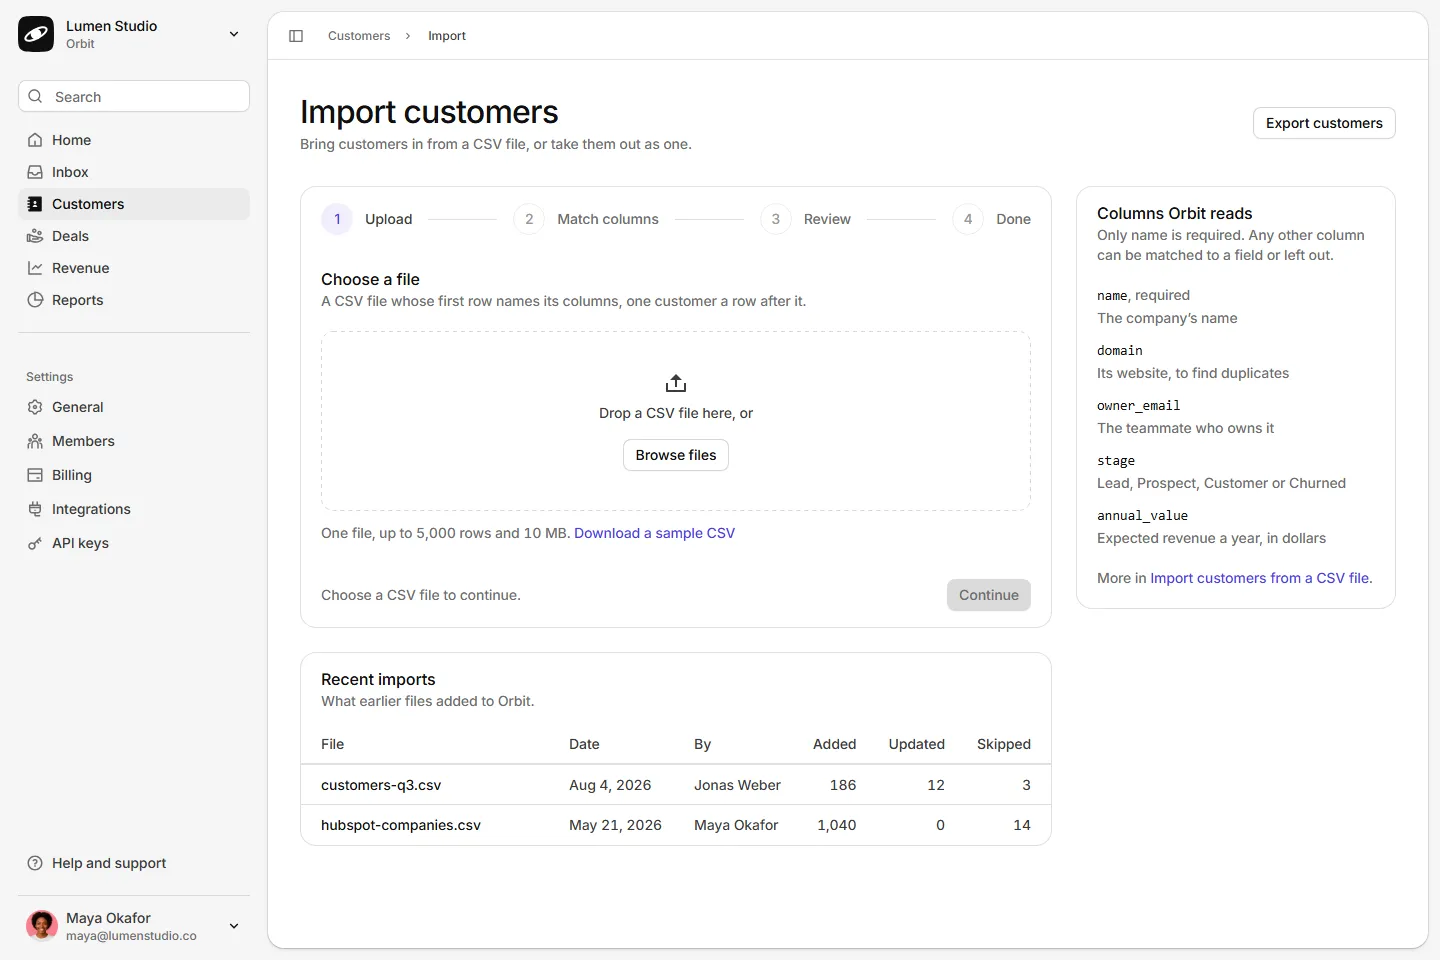 Lumen Studio
Orbit
Search
Home
Inbox
Customers
Deals
Revenue
Reports
Settings
General
Members
Billing
Integrations
API keys
Help and support
Maya Okafor
maya@lumenstudio.co
Customers > Import
Import customers
Bring customers in from a CSV file, or take them out as one.
Export customers
1 Upload 2 Match columns 3 Review 4 Done
Choose a file
A CSV file whose first row names its columns, one customer a row after it.
Drop a CSV file here, or
Browse files
One file, up to 5,000 rows and 10 MB. Download a sample CSV
Choose a CSV file to continue.
Continue
Columns Orbit reads
Only name is required. Any other column
can be matched to a field or left out.
name, required
The company’s name
domain
Its website, to find duplicates
owner_email
The teammate who owns it
stage
Lead, Prospect, Customer or Churned
annual_value
Expected revenue a year, in dollars
More in Import customers from a CSV file.
Recent imports
What earlier files added to Orbit.
File Date By Added Updated Skipped
customers-q3.csv Aug 4, 2026 Jonas Weber 186 12 3
hubspot-companies.csv May 21, 2026 Maya Okafor 1,040 0 14